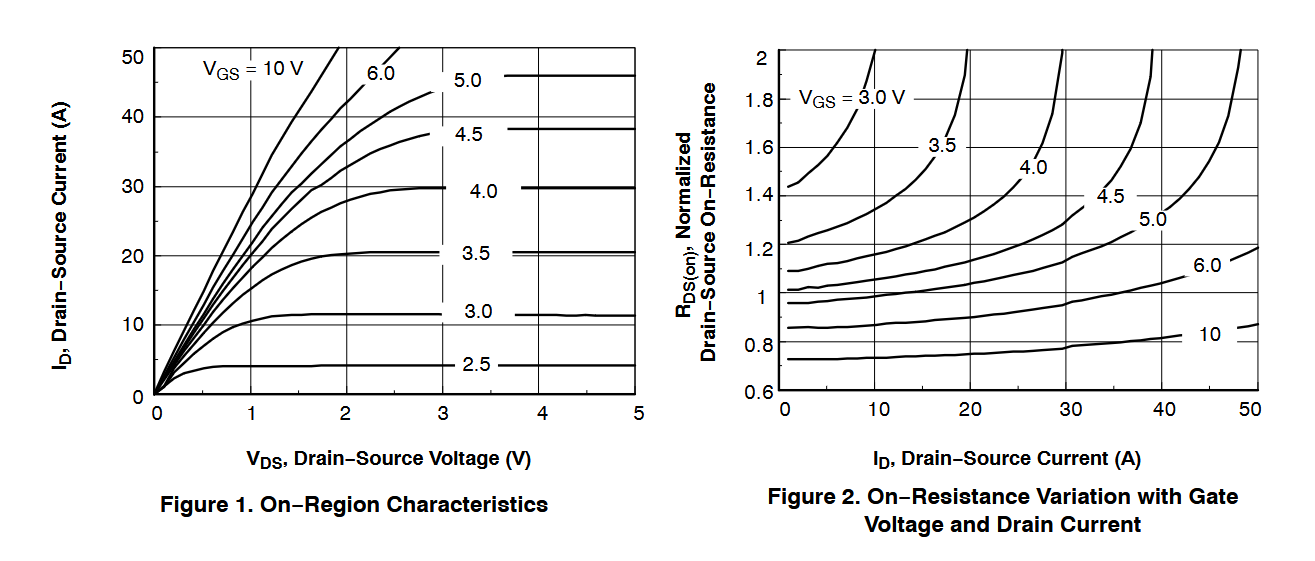 50
40
30
20
10
0
V_GS = 10 V
6.0
5.0
4.5
4.0
3.5
3.0
2.5
0 1 2 3 4 5
I_D, Drain−Source Current (A)
V_DS, Drain−Source Voltage (V)
Figure 1. On−Region Characteristics
2
1.8
1.6
1.4
1.2
1
0.8
0.6
V_GS = 3.0 V
3.5
4.0
4.5
5.0
6.0
10
0 10 20 30 40 50
R_DS(on), Normalized
Drain−Source On−Resistance
I_D, Drain−Source Current (A)
Figure 2. On−Resistance Variation with Gate
Voltage and Drain Current